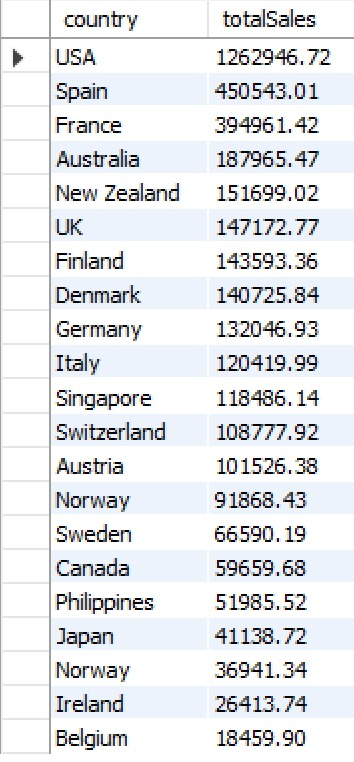 country totalSales
USA 1262946.72
Spain 450543.01
France 394961.42
Australia 187965.47
New Zealand 151699.02
UK 147172.77
Finland 143593.36
Denmark 140725.84
Germany 132046.93
Italy 120419.99
Singapore 118486.14
Switzerland 108777.92
Austria 101526.38
Norway 91868.43
Sweden 66590.19
Canada 59659.68
Philippines 51985.52
Japan 41138.72
Norway 36941.34
Ireland 26413.74
Belgium 18459.90